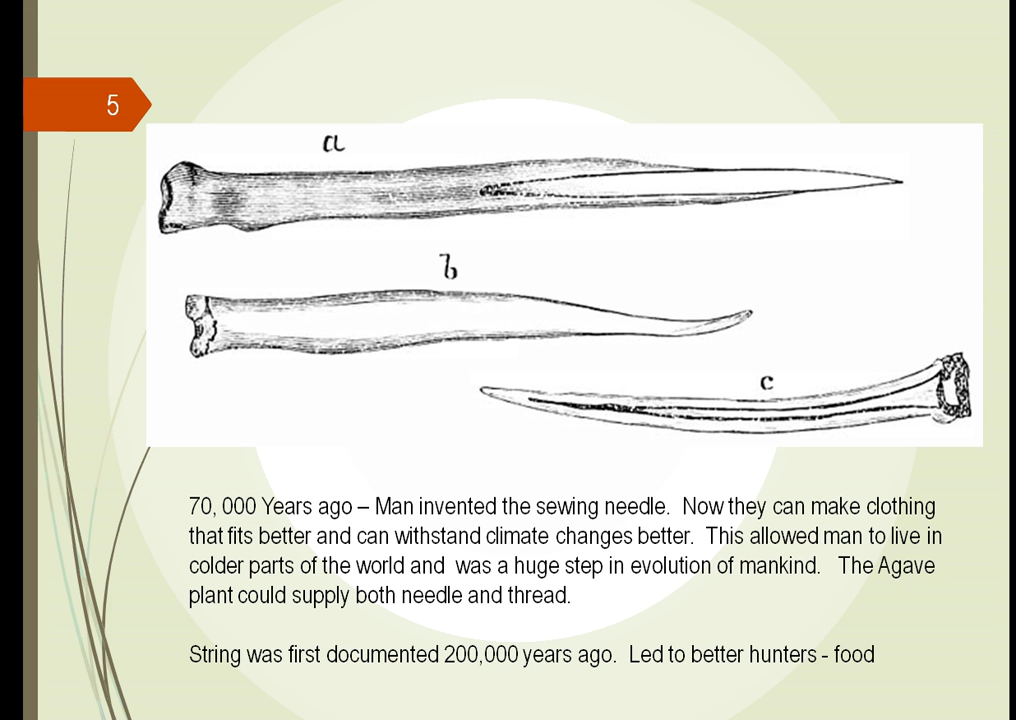 5
a
b
c
70, 000 Years ago – Man invented the sewing needle.  Now they can make clothing
that fits better and can withstand climate changes better.  This allowed man to live in
colder parts of the world and  was a huge step in evolution of mankind.   The Agave
plant could supply both needle and thread.
String was first documented 200,000 years ago.  Led to better hunters - food